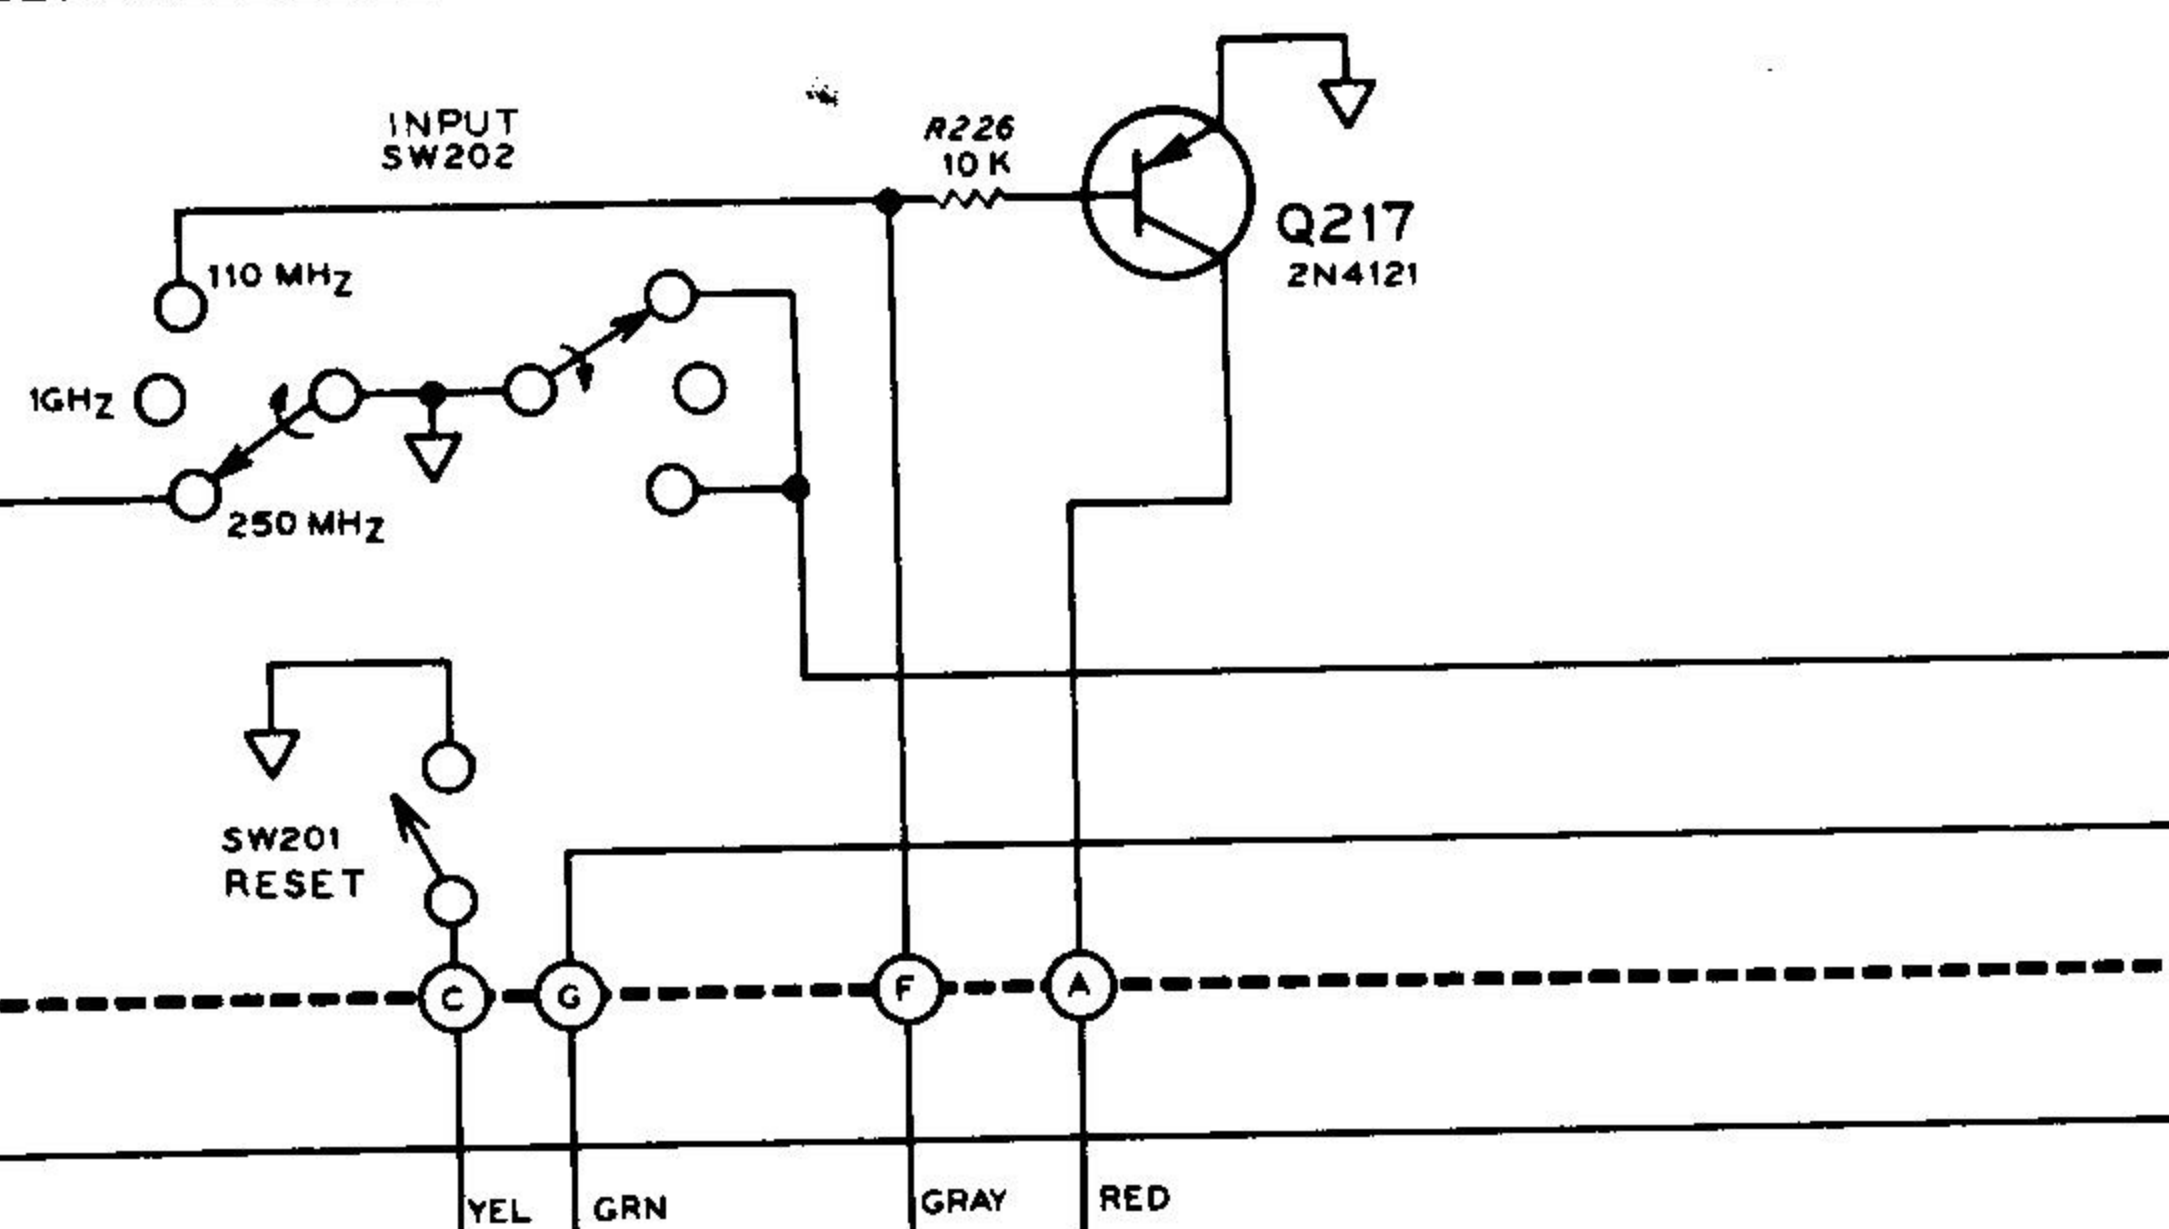 INPUT
SW202
R226
10 K
Q217
2N4121
110 MHZ
1GHZ
250 MHZ
SW201
RESET
C
G
F
A
YEL
GRN
GRAY
RED